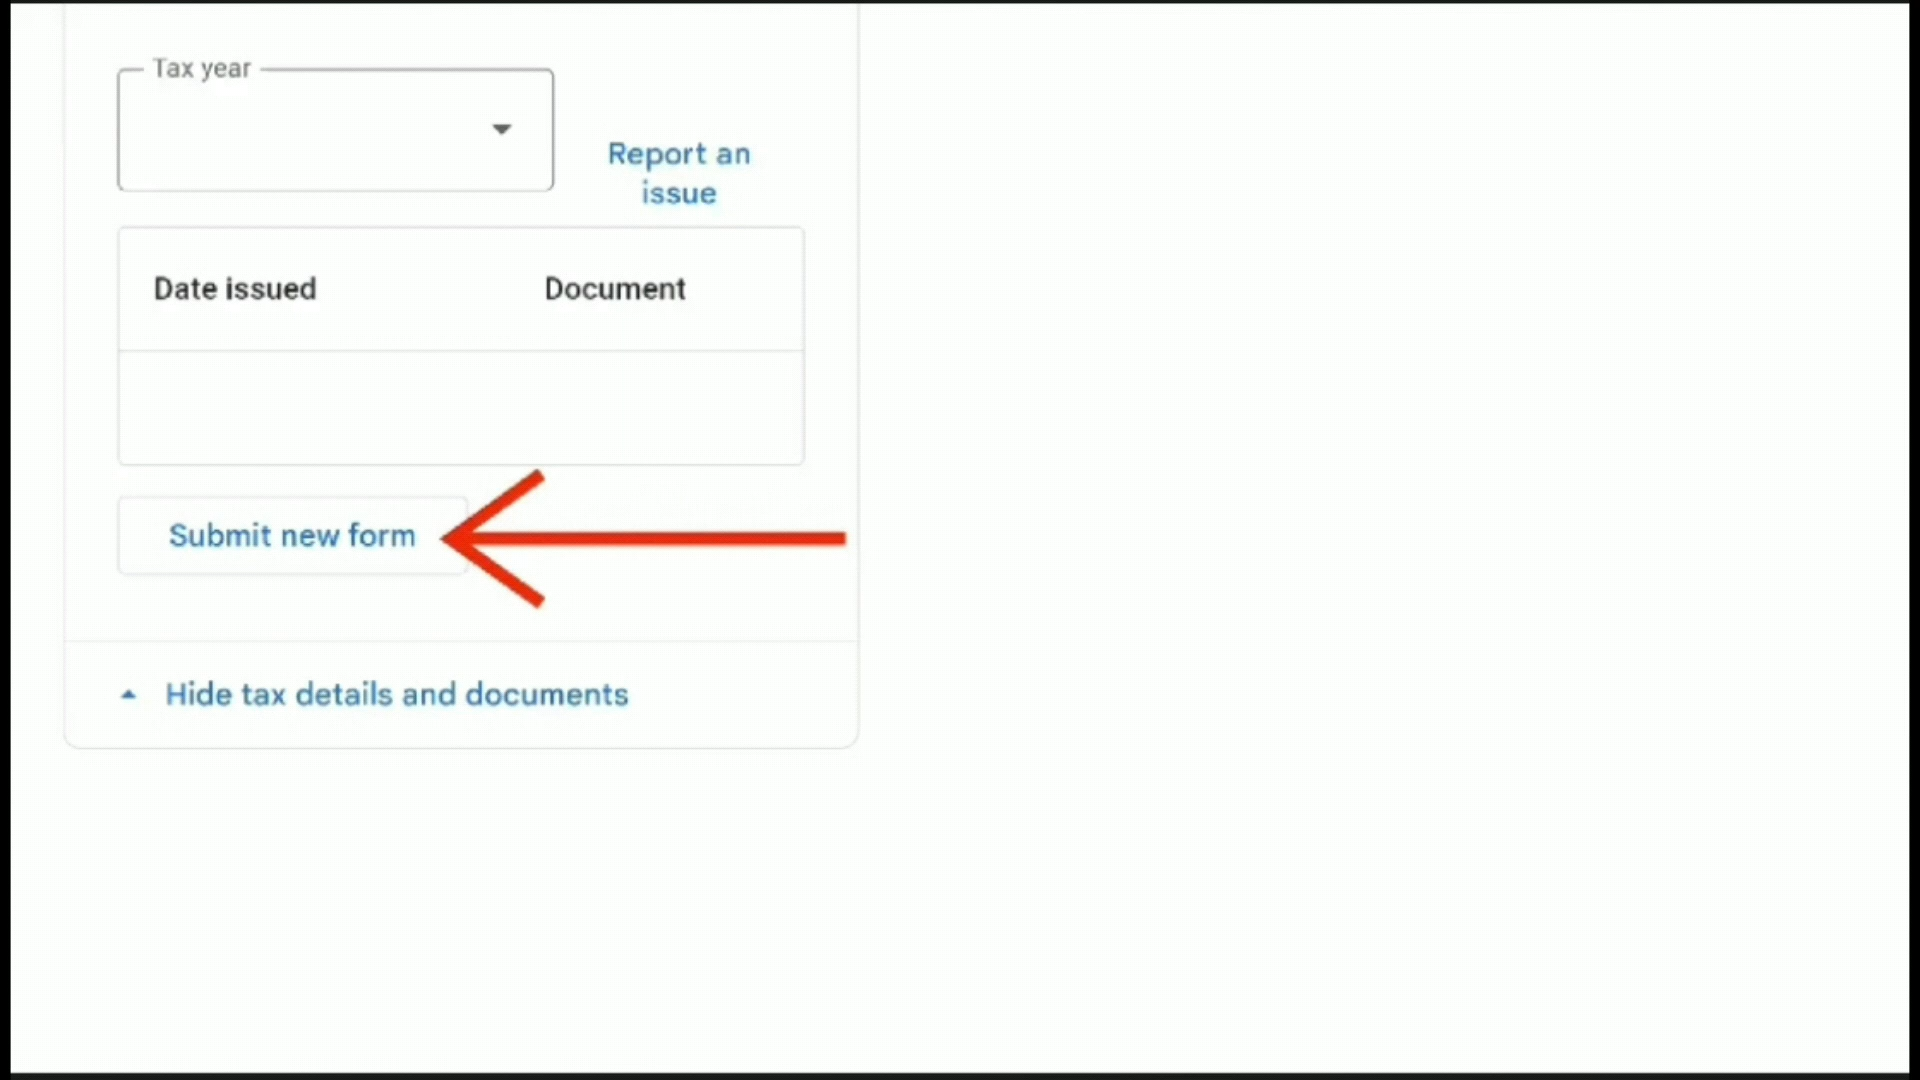 Tax year
Report an
issue
Date issued Document
Submit new form
Hide tax details and documents